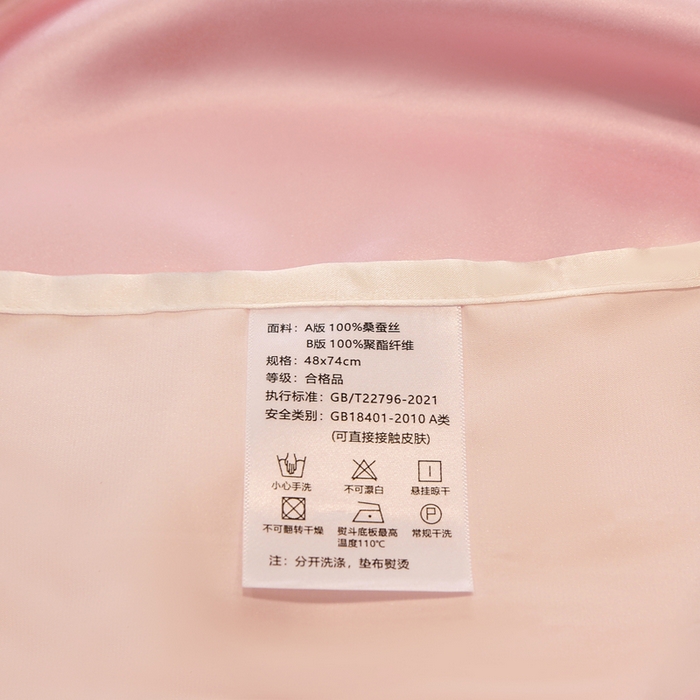 面料：A版 100%桑蚕丝
B版 100%聚酯纤维
规格：48x74cm
等级：合格品
执行标准：GB/T22796-2021
安全类别：GB18401-2010 A类
(可直接接触皮肤)
小心手洗 不可漂白 悬挂晾干
P
不可翻转干燥 熨斗底板最高 常规干洗
温度110℃
注：分开洗涤，垫布熨烫